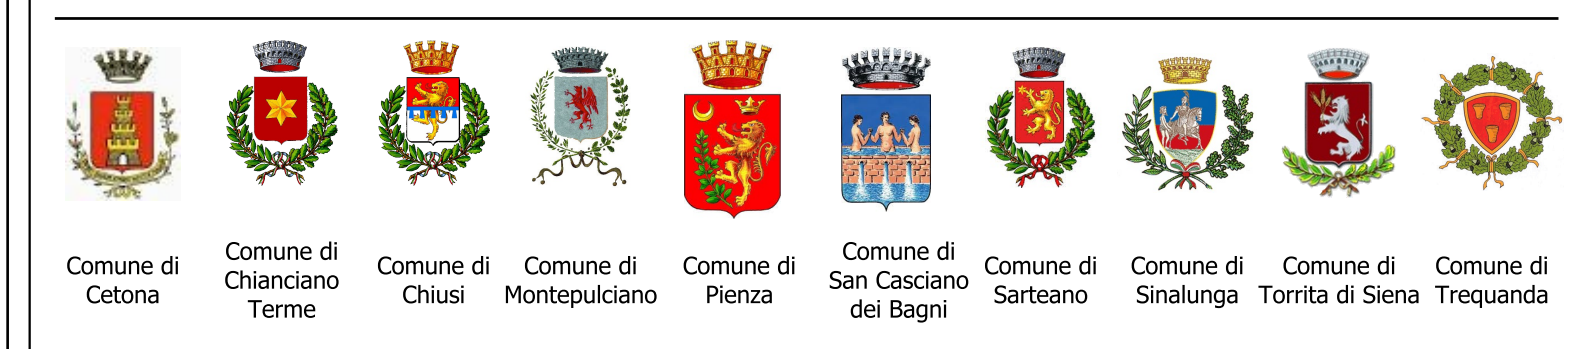 Comune di
Cetona
Comune di
Chianciano
Terme
Comune di
Chiusi
Comune di
Montepulciano
Comune di
Pienza
Comune di
San Casciano
dei Bagni
Comune di
Sarteano
Comune di
Sinalunga
Comune di
Torrita di Siena
Comune di
Trequanda